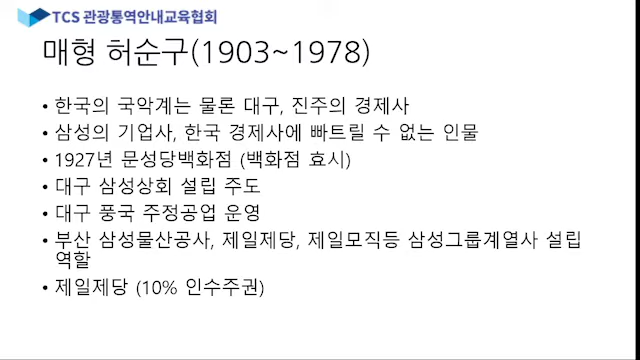 TCS 관광통역안내교육협회
매형 허순구(1903~1978)
• 한국의 국악계는 물론 대구, 진주의 경제사
• 삼성의 기업사, 한국 경제사에 빠트릴 수 없는 인물
• 1927년 문성당백화점 (백화점 효시)
• 대구 삼성상회 설립 주도
• 대구 풍국 주정공업 운영
• 부산 삼성물산공사, 제일제당, 제일모직등 삼성그룹계열사 설립
역할
• 제일제당 (10% 인수주권)